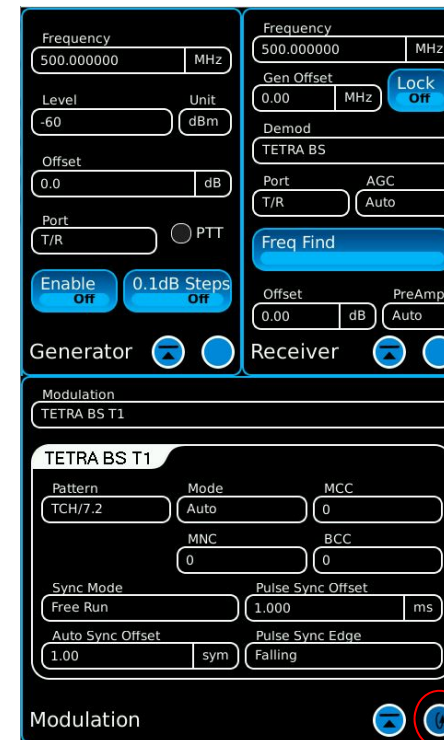 Frequency
500.000000 MHz
Level Unit
-60 dBm
Offset
0.0 dB
Port
T/R PTT
Enable 0.1dB Steps
Off Off
Generator
Frequency
500.000000 MHz
Gen Offset Lock
0.00 MHz Off
Demod
TETRA BS
Port AGC
T/R Auto
Freq Find
Offset PreAmp
0.00 dB Auto
Receiver
Modulation
TETRA BS T1
TETRA BS T1
Pattern Mode MCC
TCH/7.2 Auto 0
MNC BCC
0 0
Sync Mode Pulse Sync Offset
Free Run 1.000 ms
Auto Sync Offset Pulse Sync Edge
1.00 sym Falling
Modulation